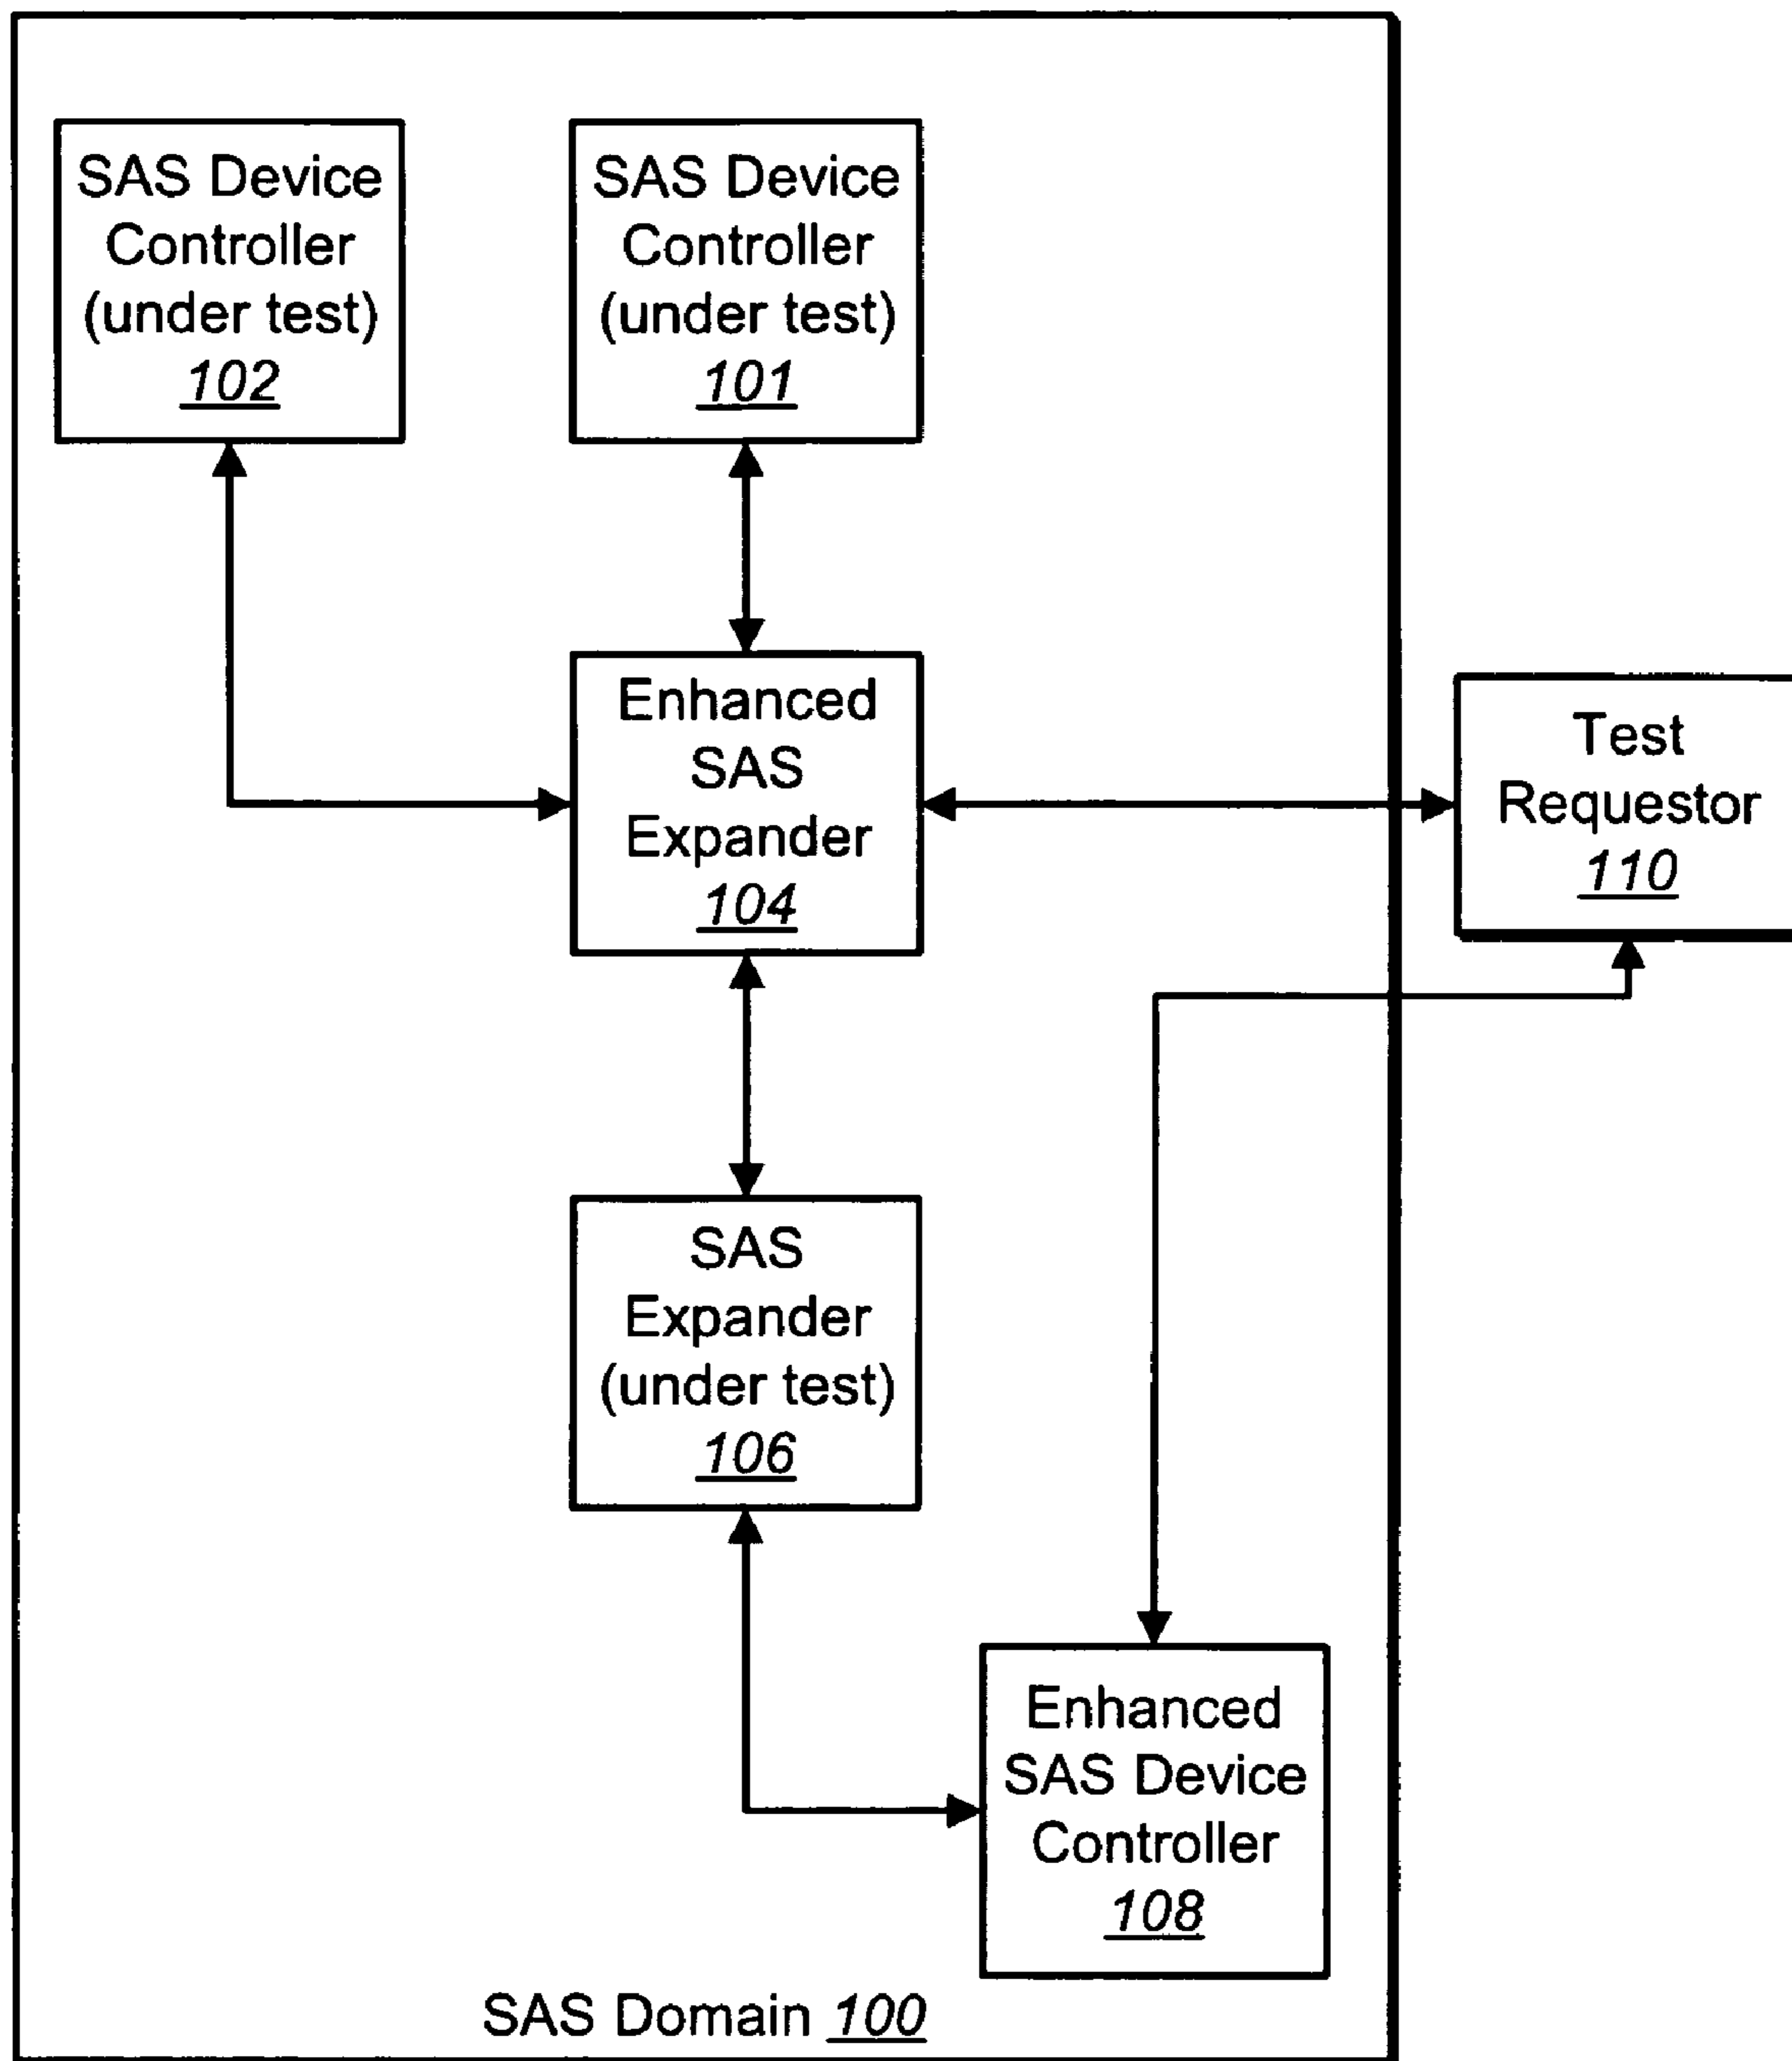 SAS Device
Controller
(under test)
102
SAS Device
Controller
(under test)
101
Enhanced
SAS
Expander
104
Test
Requestor
110
SAS
Expander
(under test)
106
Enhanced
SAS Device
Controller
108
SAS Domain 100